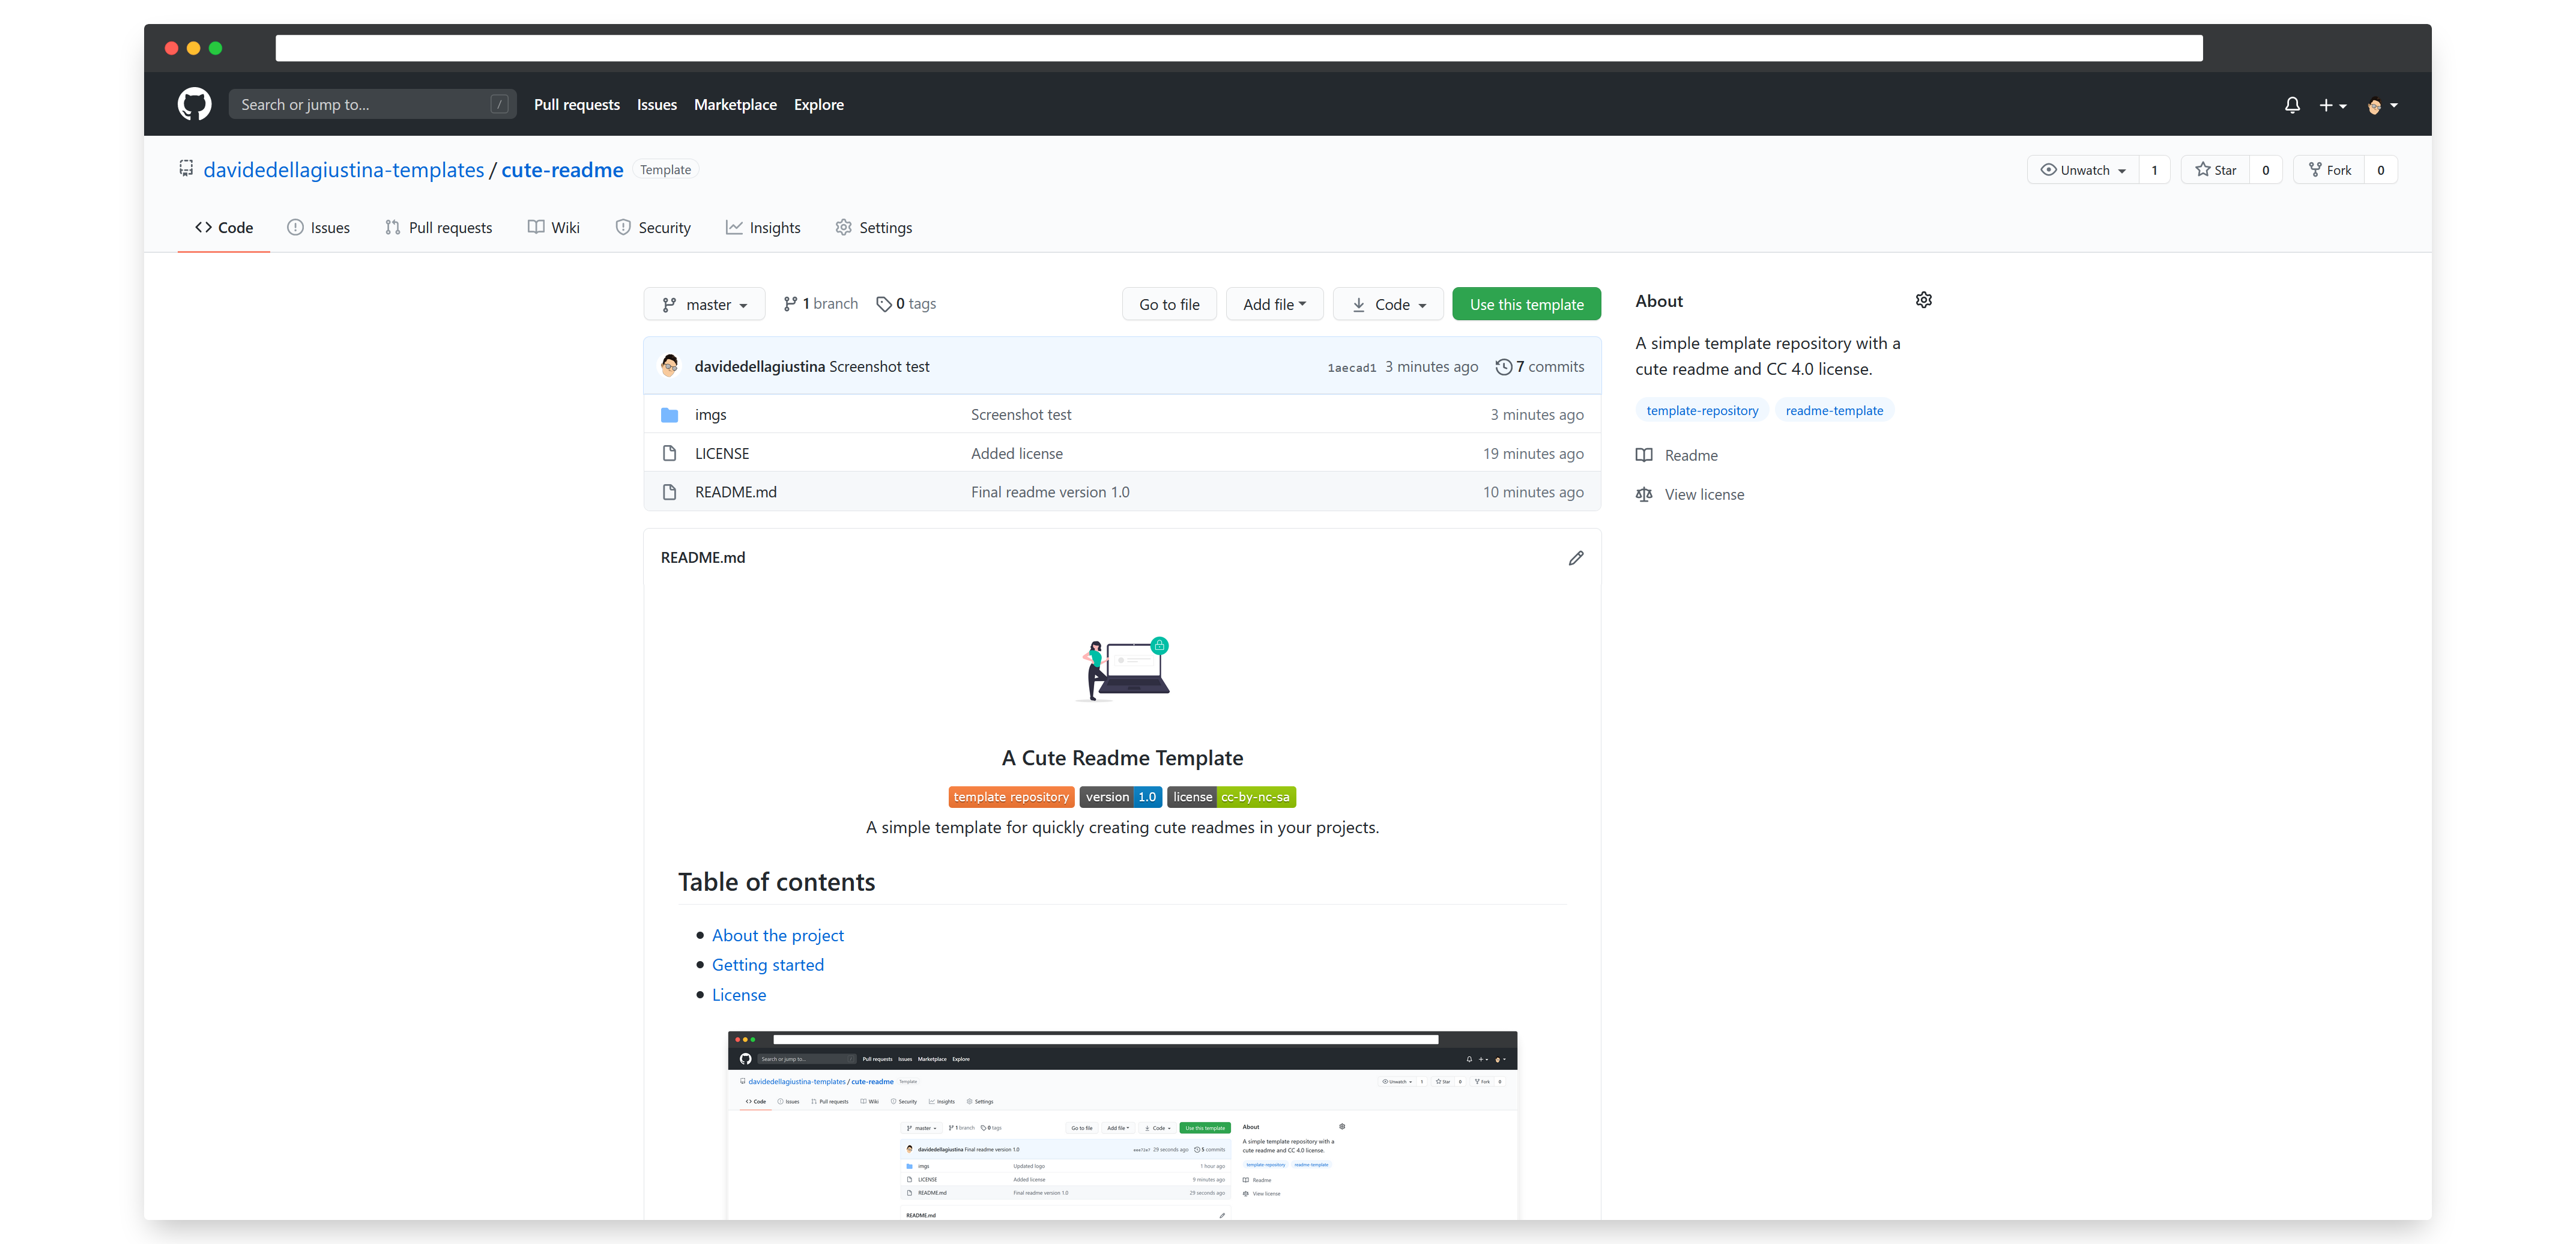 Search or jump to... /
Pull requests Issues Marketplace Explore
davidedellagiustina-templates / cute-readme Template
Unwatch 1 Star 0 Fork 0
Code Issues Pull requests Wiki Security Insights Settings
master 1 branch 0 tags Go to file Add file Code Use this template
davidedellagiustina Screenshot test 1aecad1 3 minutes ago 7 commits
imgs Screenshot test 3 minutes ago
LICENSE Added license 19 minutes ago
README.md Final readme version 1.0 10 minutes ago
About
A simple template repository with a
cute readme and CC 4.0 license.
template-repository readme-template
Readme
View license
README.md
A Cute Readme Template
template repository version 1.0 license cc-by-nc-sa
A simple template for quickly creating cute readmes in your projects.
Table of contents
About the project
Getting started
License
Search or jump to...
Pull requests Issues Marketplace Explore
davidedellagiustina-templates / cute-readme Template
Unwatch 1 Star 0 Fork 0
Code Issues Pull requests Wiki Security Insights Settings
master 1 branch 0 tags Go to file Add file Code Use this template
davidedellagiustina Final readme version 1.0 29 seconds ago 5 commits
imgs Updated logo 1 hour ago
LICENSE Added license 9 minutes ago
README.md Final readme version 1.0 29 seconds ago
About
A simple template repository with a
cute readme and CC 4.0 license.
template-repository readme-template
Readme
View license
README.md